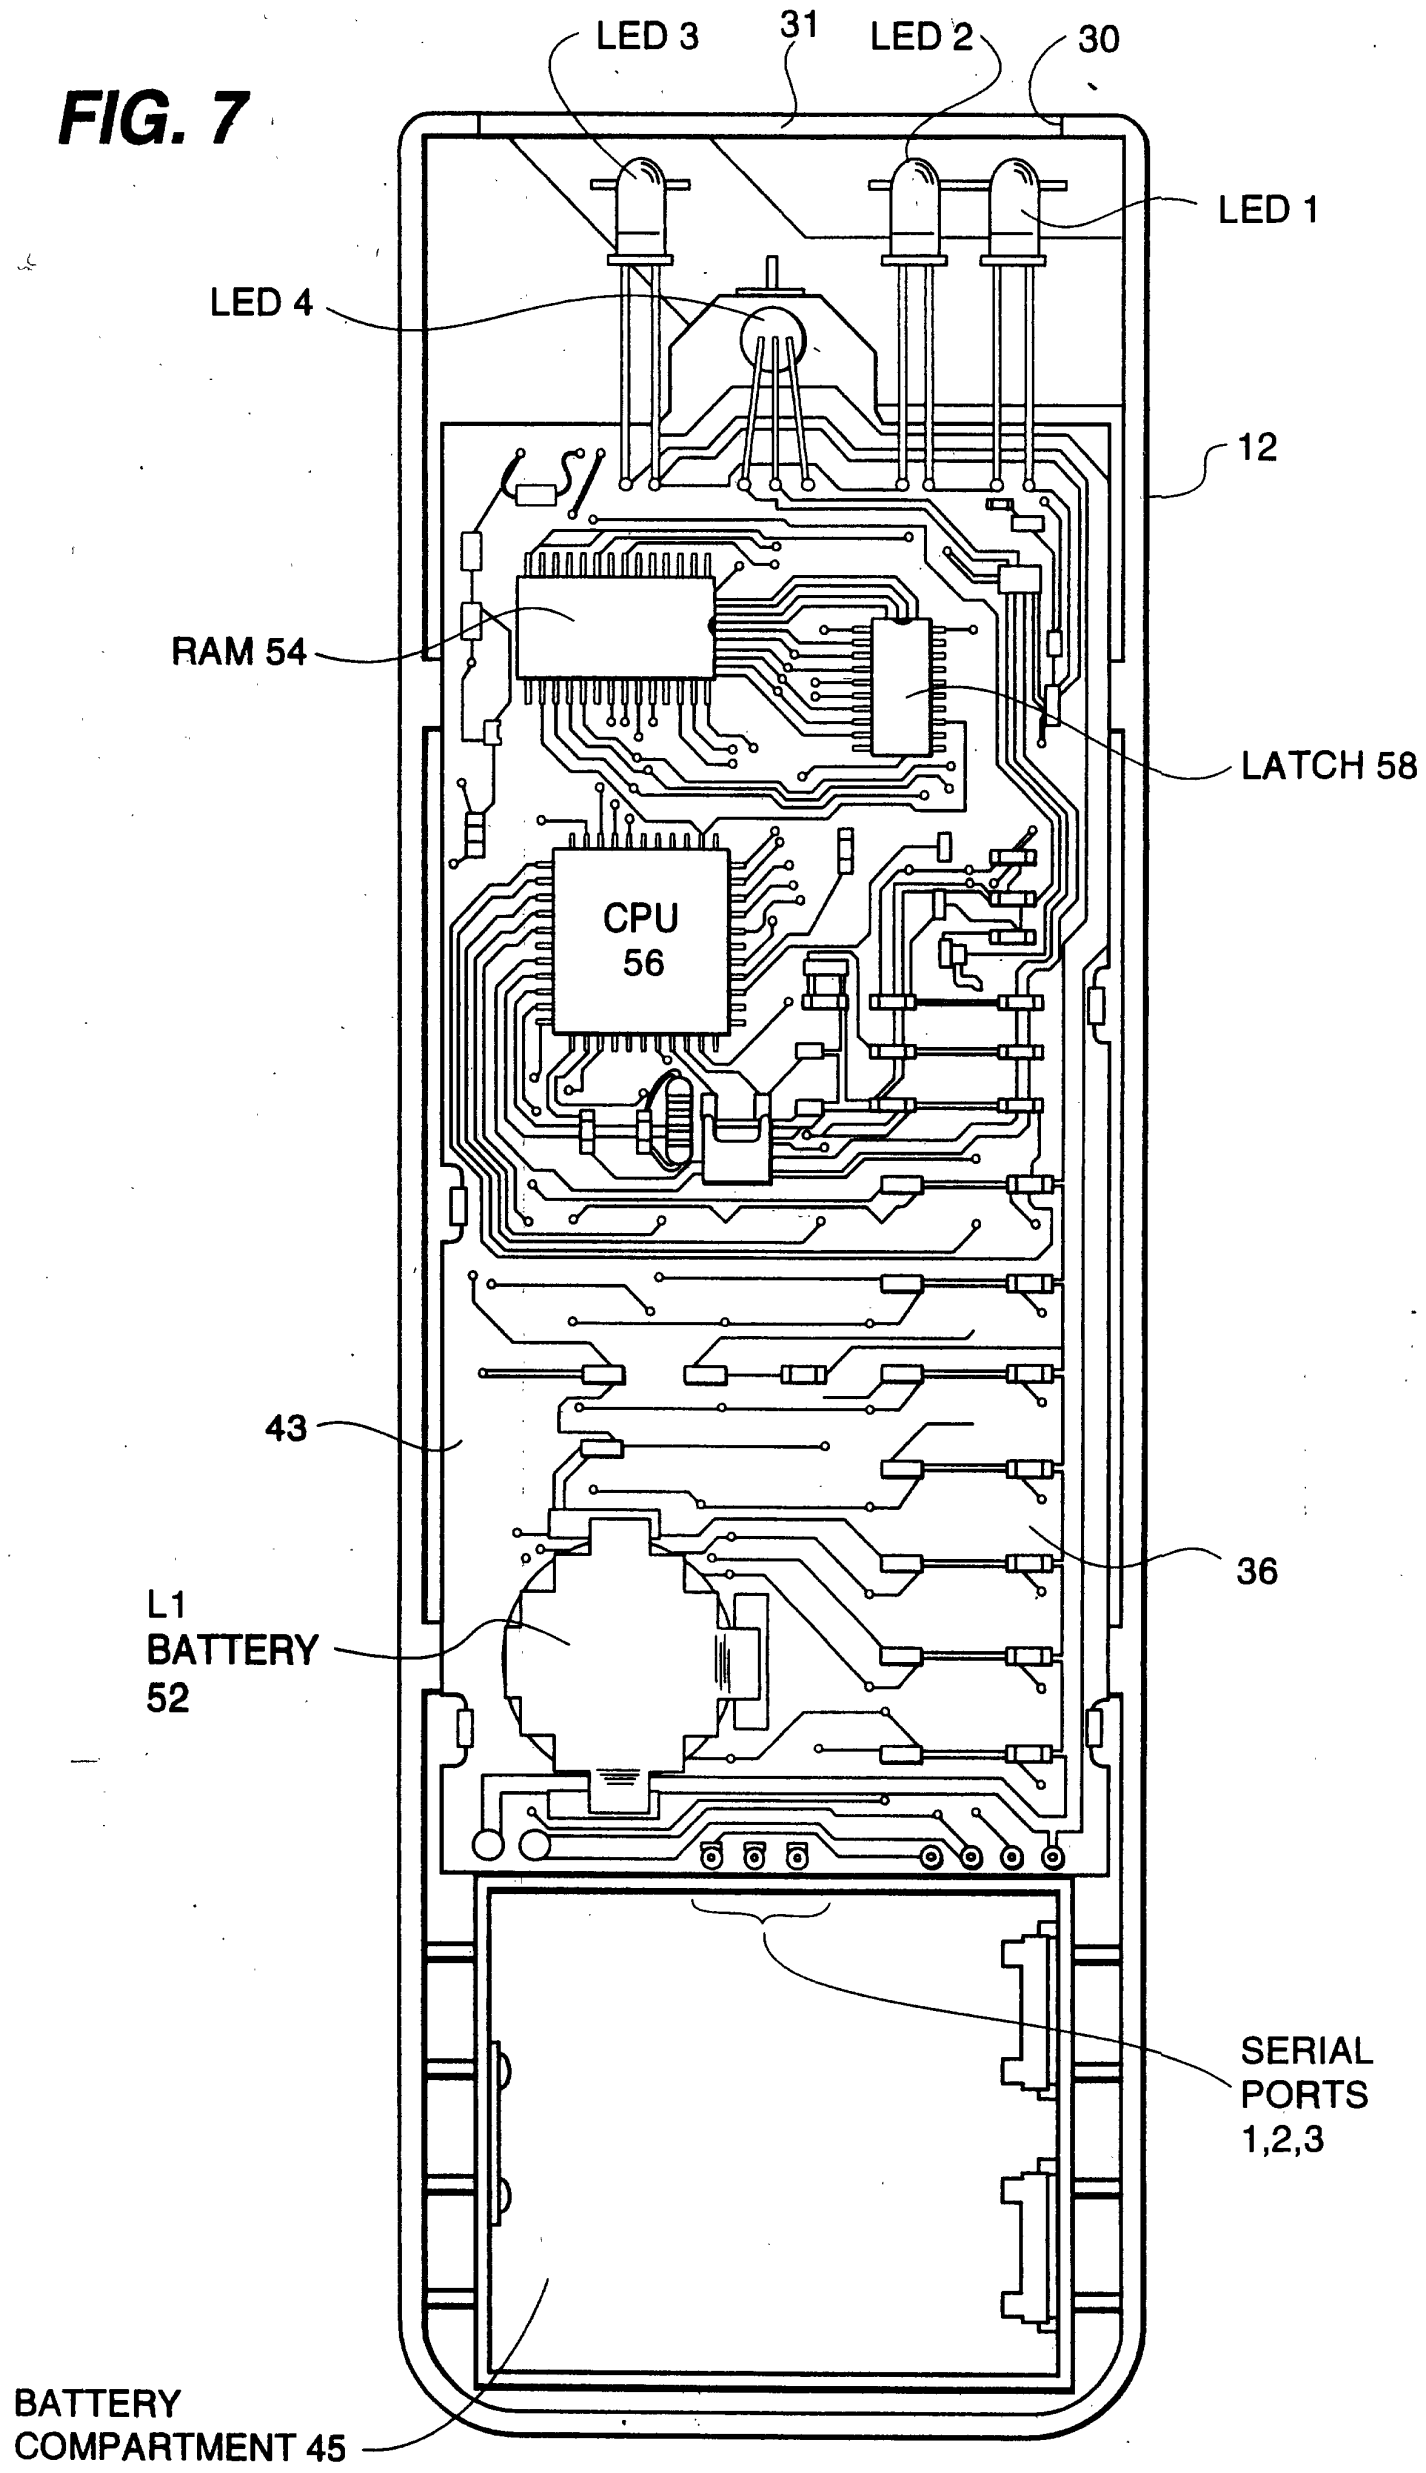 LED 3
31
LED 2
30
FIG. 7
LED 1
LED 4
12
RAM 54
LATCH 58
CPU
56
43
36
L1
BATTERY
52
SERIAL
PORTS
1,2,3
BATTERY
COMPARTMENT 45